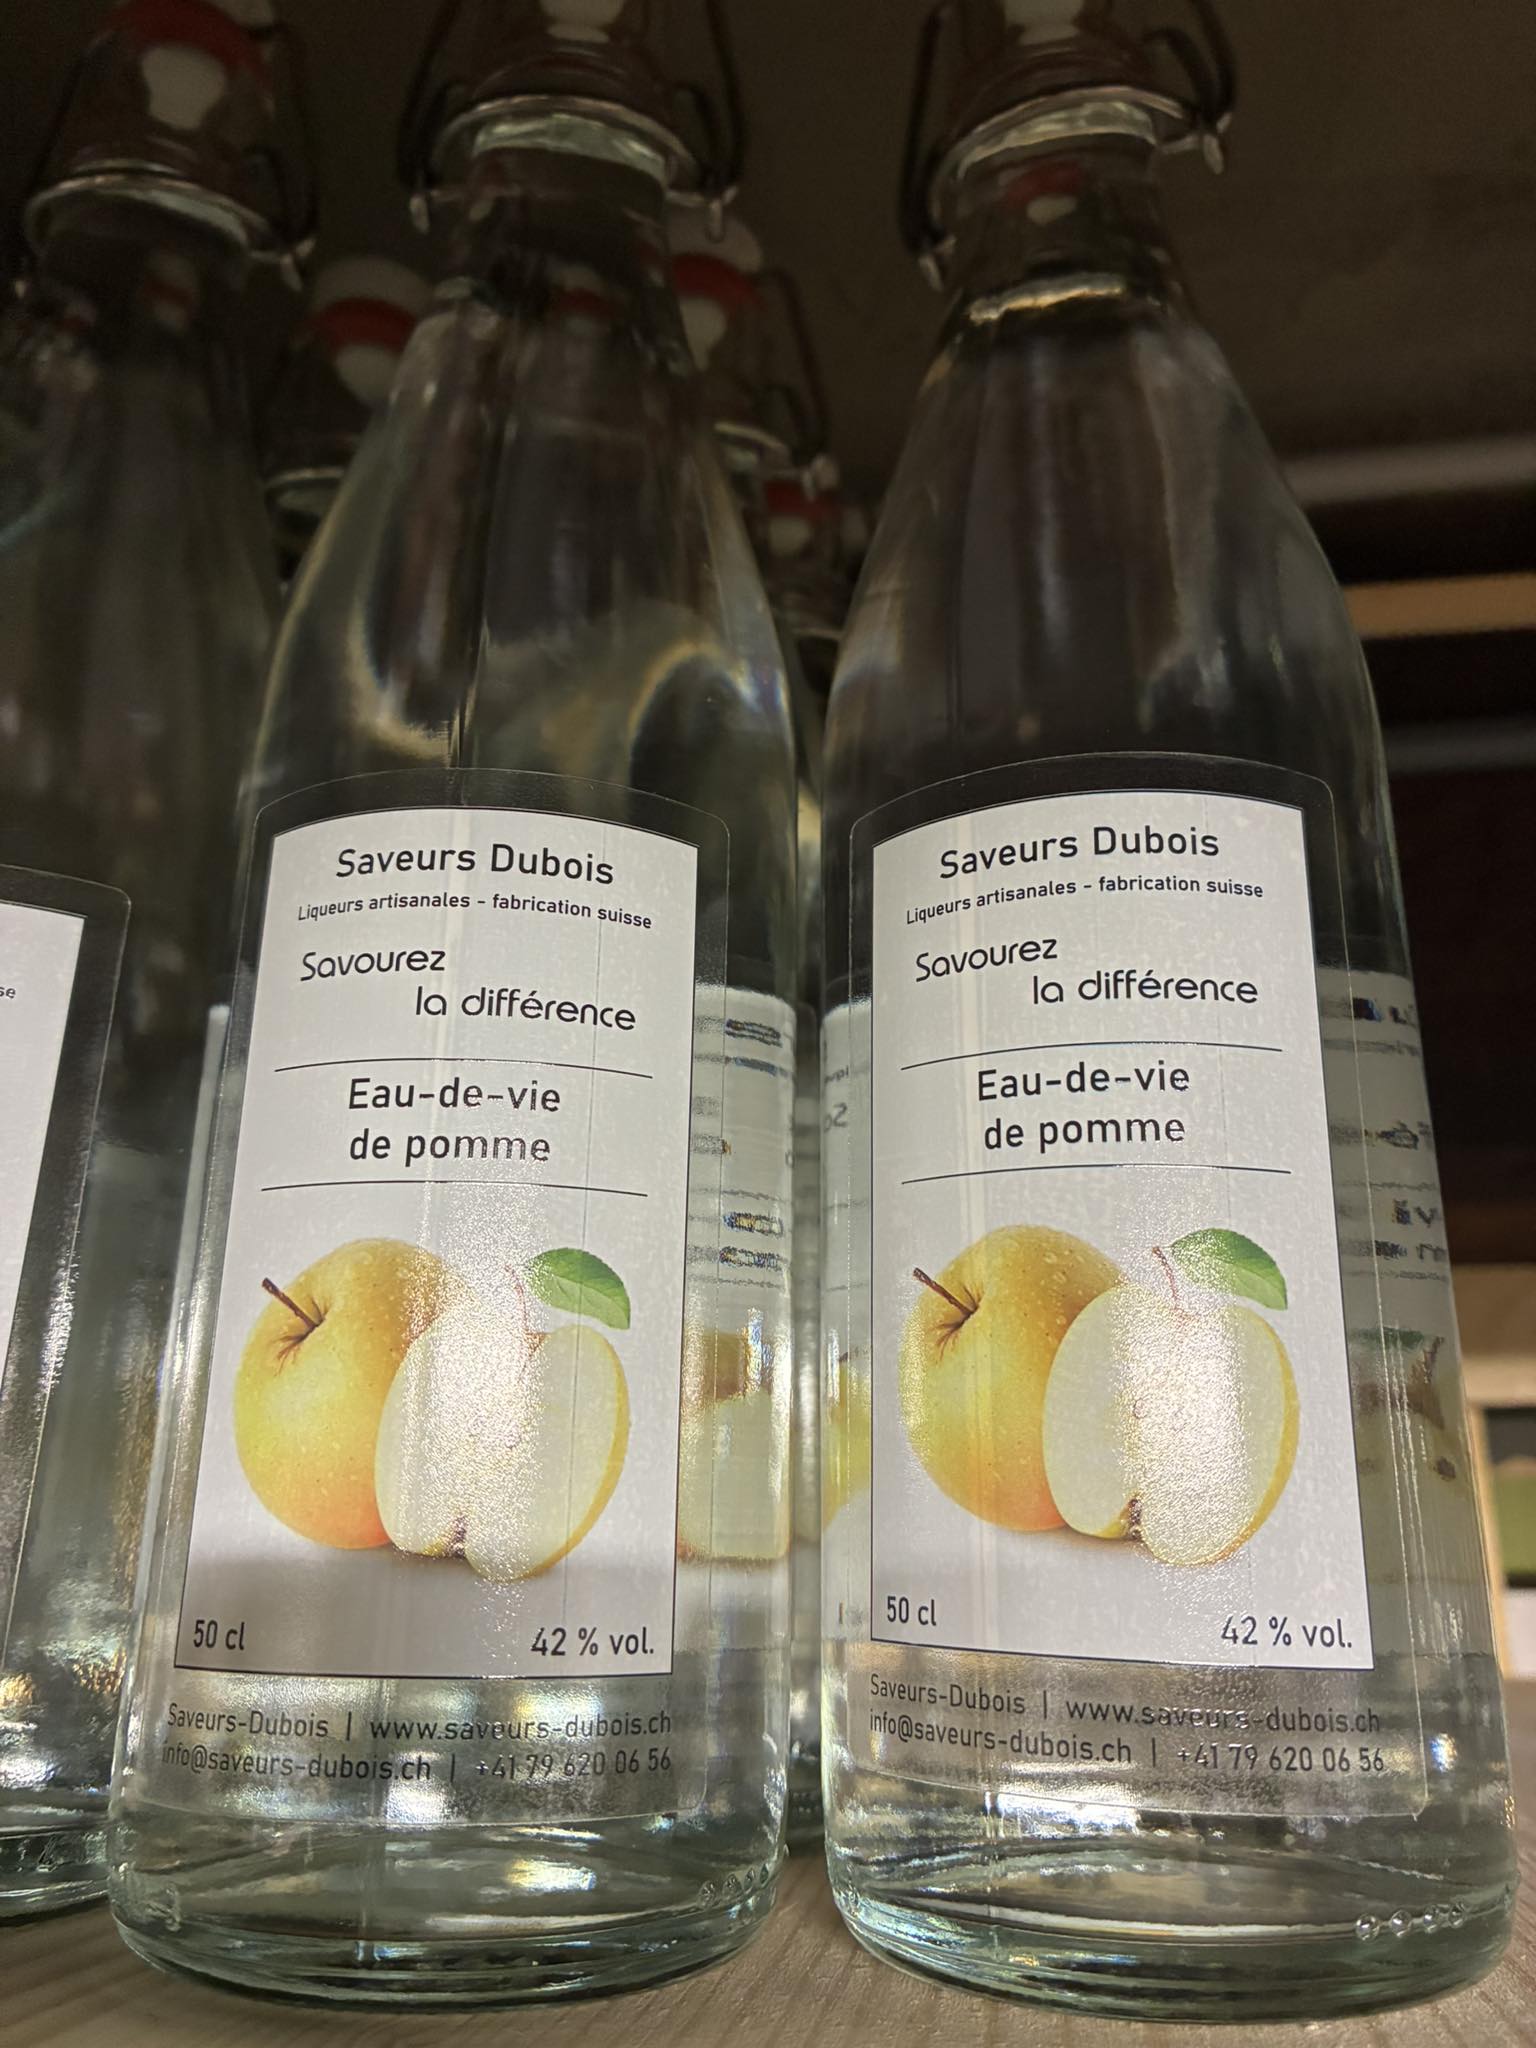 se
Saveurs Dubois
Liqueurs artisanales - fabrication suisse
Savourez
la différence
Eau-de-vie
de pomme
50 cl
42 % vol.
Saveurs-Dubois | www.saveurs-dubois.ch
info@saveurs-dubois.ch | +41 79 620 06 56
Saveurs Dubois
Liqueurs artisanales - fabrication suisse
Savourez
la différence
Eau-de-vie
de pomme
50 cl
42 % vol.
Saveurs-Dubois | www.saveurs-dubois.ch
info@saveurs-dubois.ch | +41 79 620 06 56